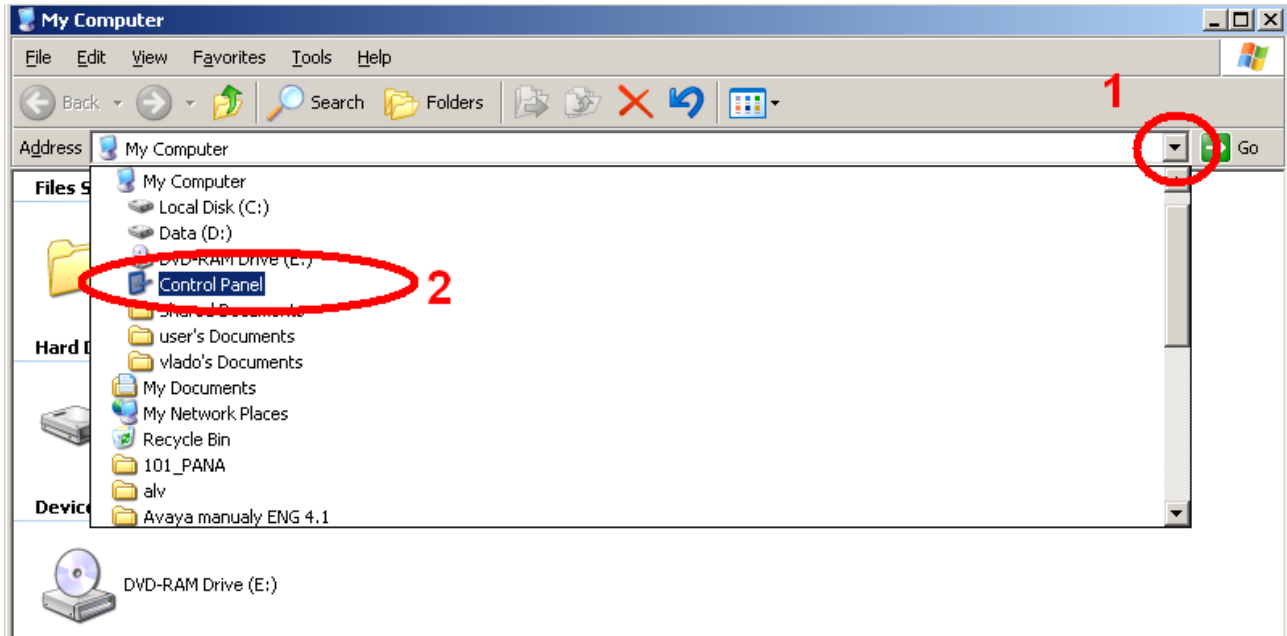 My Computer
File Edit View Favorites Tools Help
Back Search Folders
1
Address My Computer Go
Files S
My Computer
Local Disk (C:)
Data (D:)
DVD-RAM Drive (E:)
Control Panel
2
Shared Documents
user's Documents
Hard D
vlado's Documents
My Documents
My Network Places
Recycle Bin
101_PANA
alv
Device
Avaya manualy ENG 4.1
DVD-RAM Drive (E:)